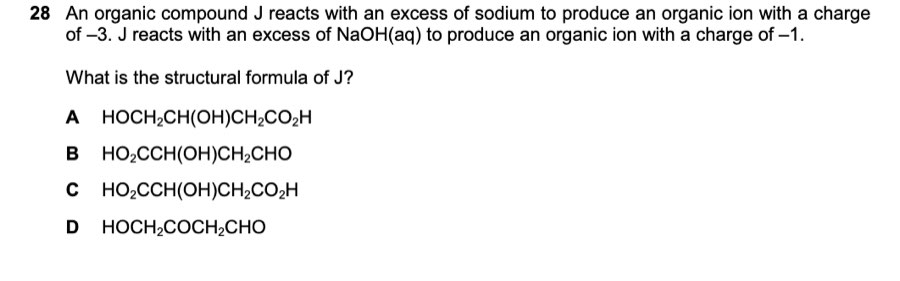 28 An organic compound J reacts with an excess of sodium to produce an organic ion with a charge
of –3. J reacts with an excess of NaOH(aq) to produce an organic ion with a charge of –1.
What is the structural formula of J?
A HOCH₂CH(OH)CH₂CO₂H
B HO₂CCH(OH)CH₂CHO
C HO₂CCH(OH)CH₂CO₂H
D HOCH₂COCH₂CHO